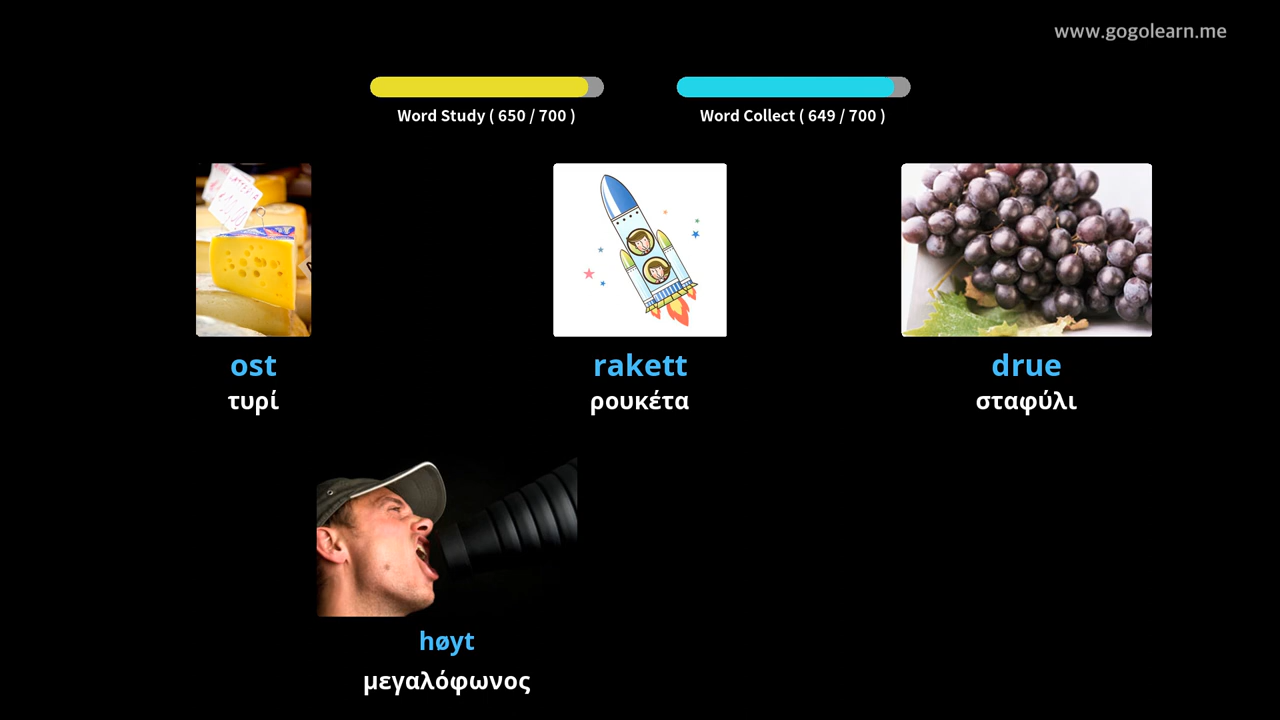 www.gogolearn.me
Word Study ( 650 / 700 )
Word Collect ( 649 / 700 )
ost
τυρί
rakett
ρουκέτα
drue
σταφύλι
høyt
μεγαλόφωνος